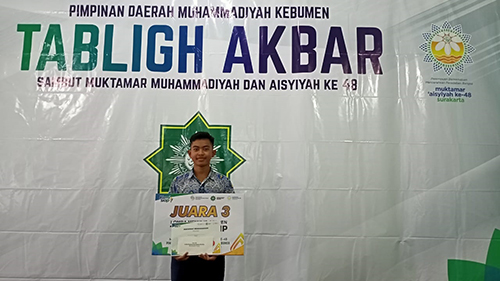 PIMPINAN DAERAH MUHAMMADIYAH KEBUMEN
TABLIGH AKBAR
SAMBUT MUKTAMAR MUHAMMADIYAH DAN AISYIYAH KE 48
muktamar
'aisyiyah ke-48
surakarta
JUARA 3